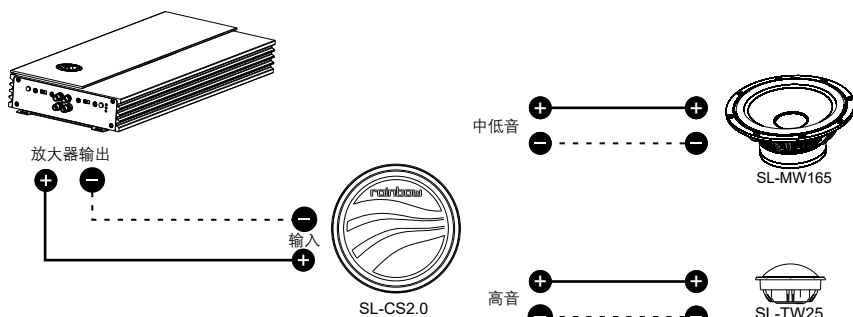 放大器输出
输入
rainbow
SL-CS2.0
中低音
SL-MW165
高音
SL-TW25